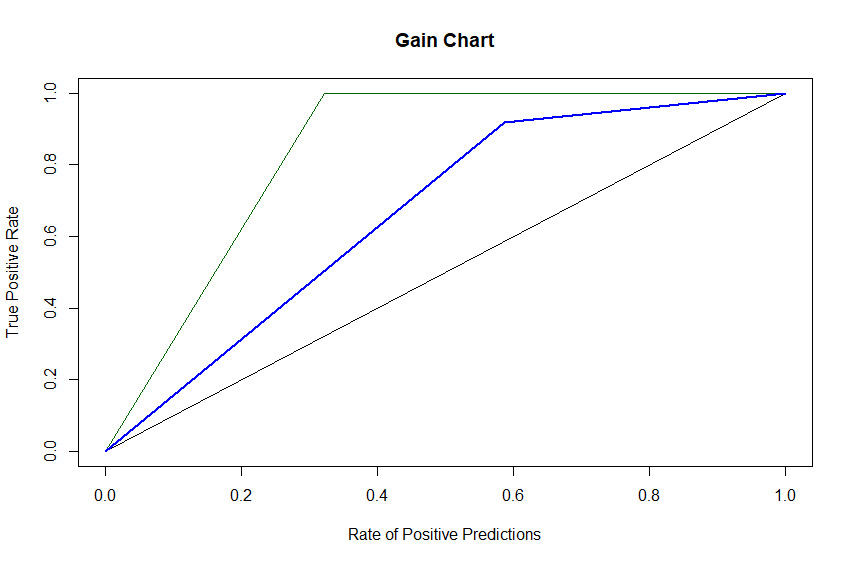 Gain Chart
True Positive Rate
1.0
0.8
0.6
0.4
0.2
0.0
0.0 0.2 0.4 0.6 0.8 1.0
Rate of Positive Predictions